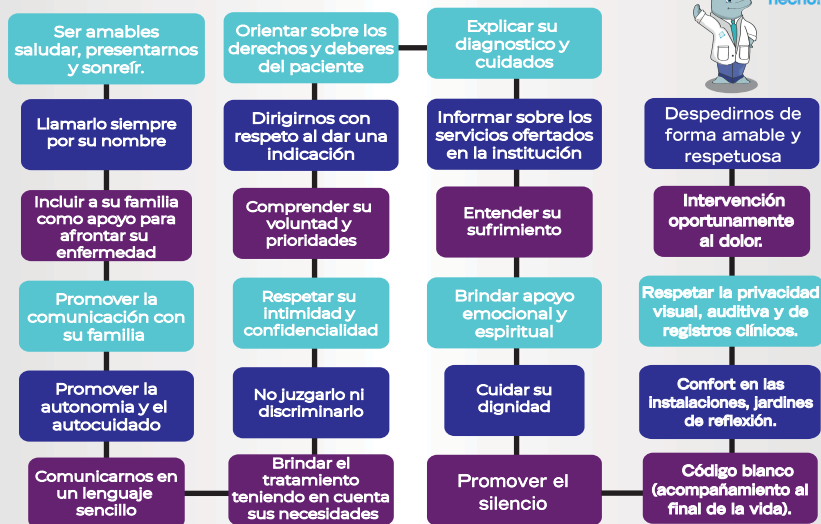 hecho!
Ser amables
saludar, presentarnos
y sonreír.
Llamarlo siempre
por su nombre
Incluir a su familia
como apoyo para
afrontar su
enfermedad
Promover la
comunicación con
su familia
Promover la
autonomia y el
autocuidado
Comunicarnos en
un lenguaje
sencillo
Brindar el
tratamiento
teniendo en cuenta
sus necesidades
No juzgarlo ni
discriminarlo
Respetar su
intimidad y
confidencialidad
Comprender su
voluntad y
prioridades
Dirigirnos con
respeto al dar una
indicación
Orientar sobre los
derechos y deberes
del paciente
Explicar su
diagnostico y
cuidados
Informar sobre los
servicios ofertados
en la institución
Entender su
sufrimiento
Brindar apoyo
emocional y
espiritual
Cuidar su
dignidad
Promover el
silencio
Código blanco
(acompañamiento al
final de la vida).
Confort en las
instalaciones, jardines
de reflexión.
Respetar la privacidad
visual, auditiva y de
registros clínicos.
Intervención
oportunamente
al dolor.
Despedirnos de
forma amable y
respetuosa